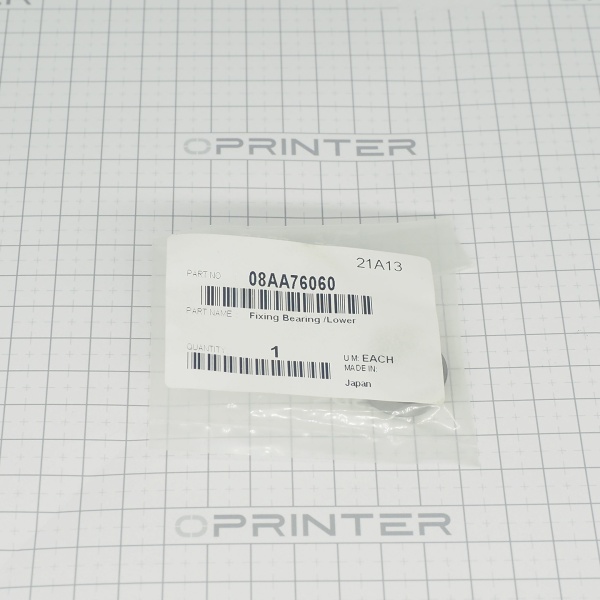 OPRINTER
21A13
PART NO. 08AA76060
PART NAME Fixing Bearing /Lower
QUANTITY 1
U M: EACH
MADE IN:
Japan
OPRINTER